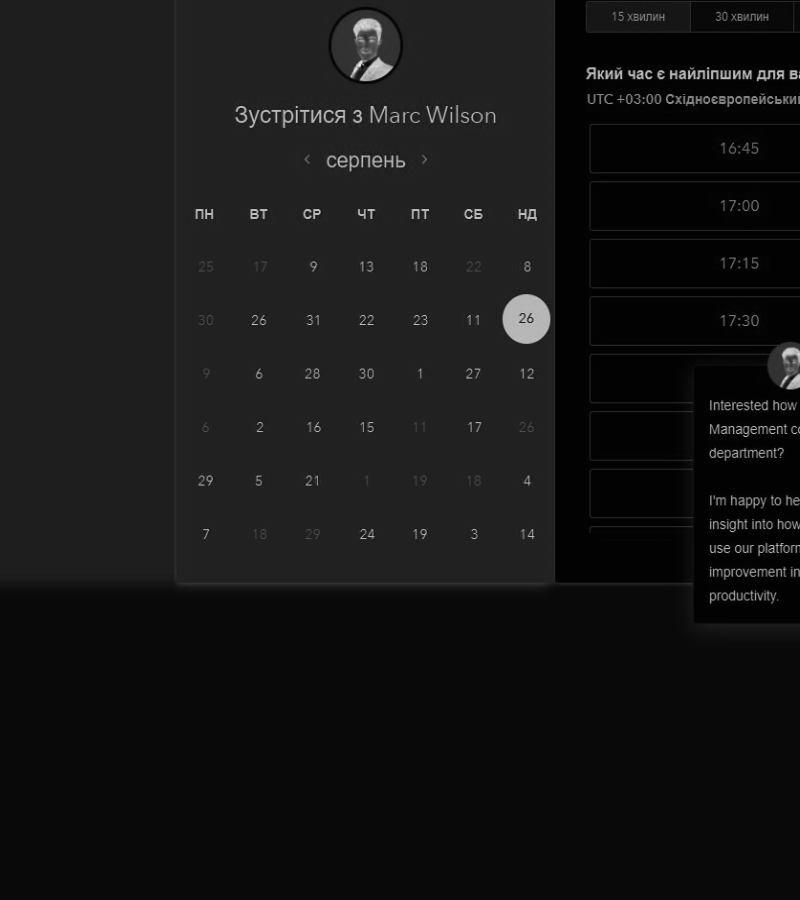 Зустрітися з Marc Wilson
‹ серпень ›
ПН ВТ СР ЧТ ПТ СБ НД
25 17 9 13 18 22 8
30 26 31 22 23 11 26
9 6 28 30 1 27 12
6 2 16 15 11 17 26
29 5 21 1 19 18 4
7 18 29 24 19 3 14
15 хвилин 30 хвилин
Який час є найліпшим для ва
UTC +03:00 Східноєвропейськи
16:45
17:00
17:15
17:30
Interested how
Management co
department?
I'm happy to he
insight into how
use our platforn
improvement in
productivity.